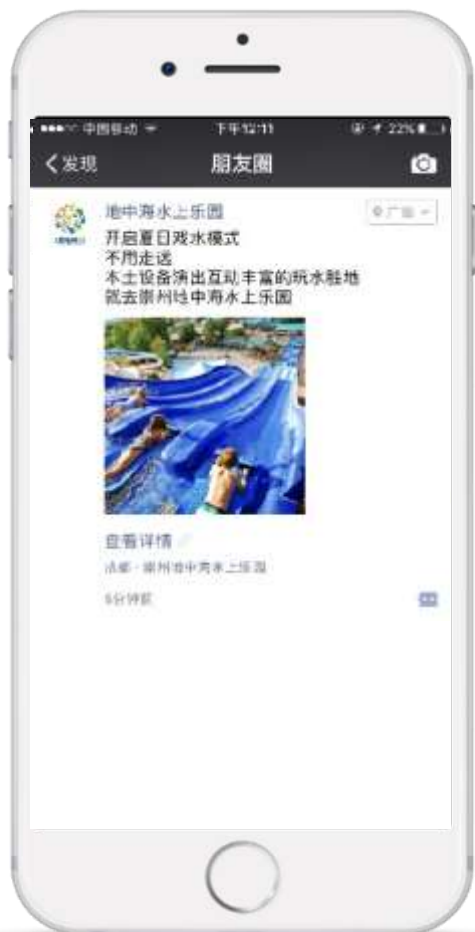 中国移动 下午12:11 22%
发现 朋友圈
地中海水上乐园 广告
开启夏日戏水模式
不用走远
本土设备演出互动丰富的玩水胜地
就去崇州地中海水上乐园
查看详情
成都·崇州地中海水上乐园
5分钟前